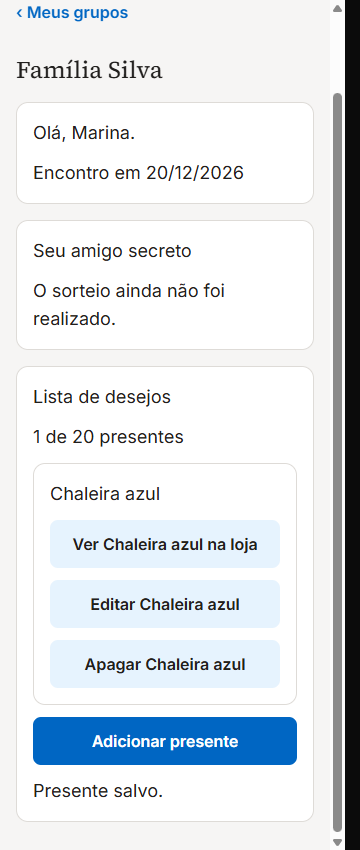 ‹ Meus grupos
Família Silva
Olá, Marina.
Encontro em 20/12/2026
Seu amigo secreto
O sorteio ainda não foi
realizado.
Lista de desejos
1 de 20 presentes
Chaleira azul
Ver Chaleira azul na loja
Editar Chaleira azul
Apagar Chaleira azul
Adicionar presente
Presente salvo.